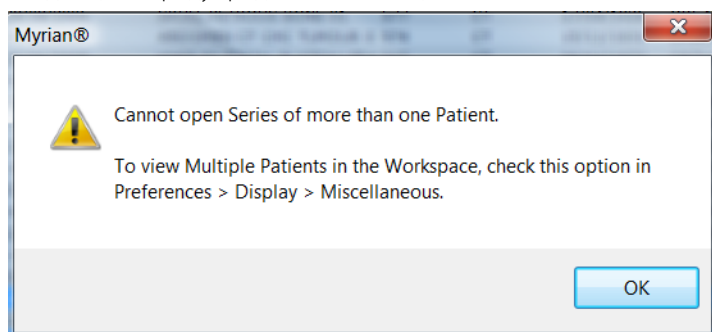 Myrian®
Cannot open Series of more than one Patient.
To view Multiple Patients in the Workspace, check this option in
Preferences > Display > Miscellaneous.
OK